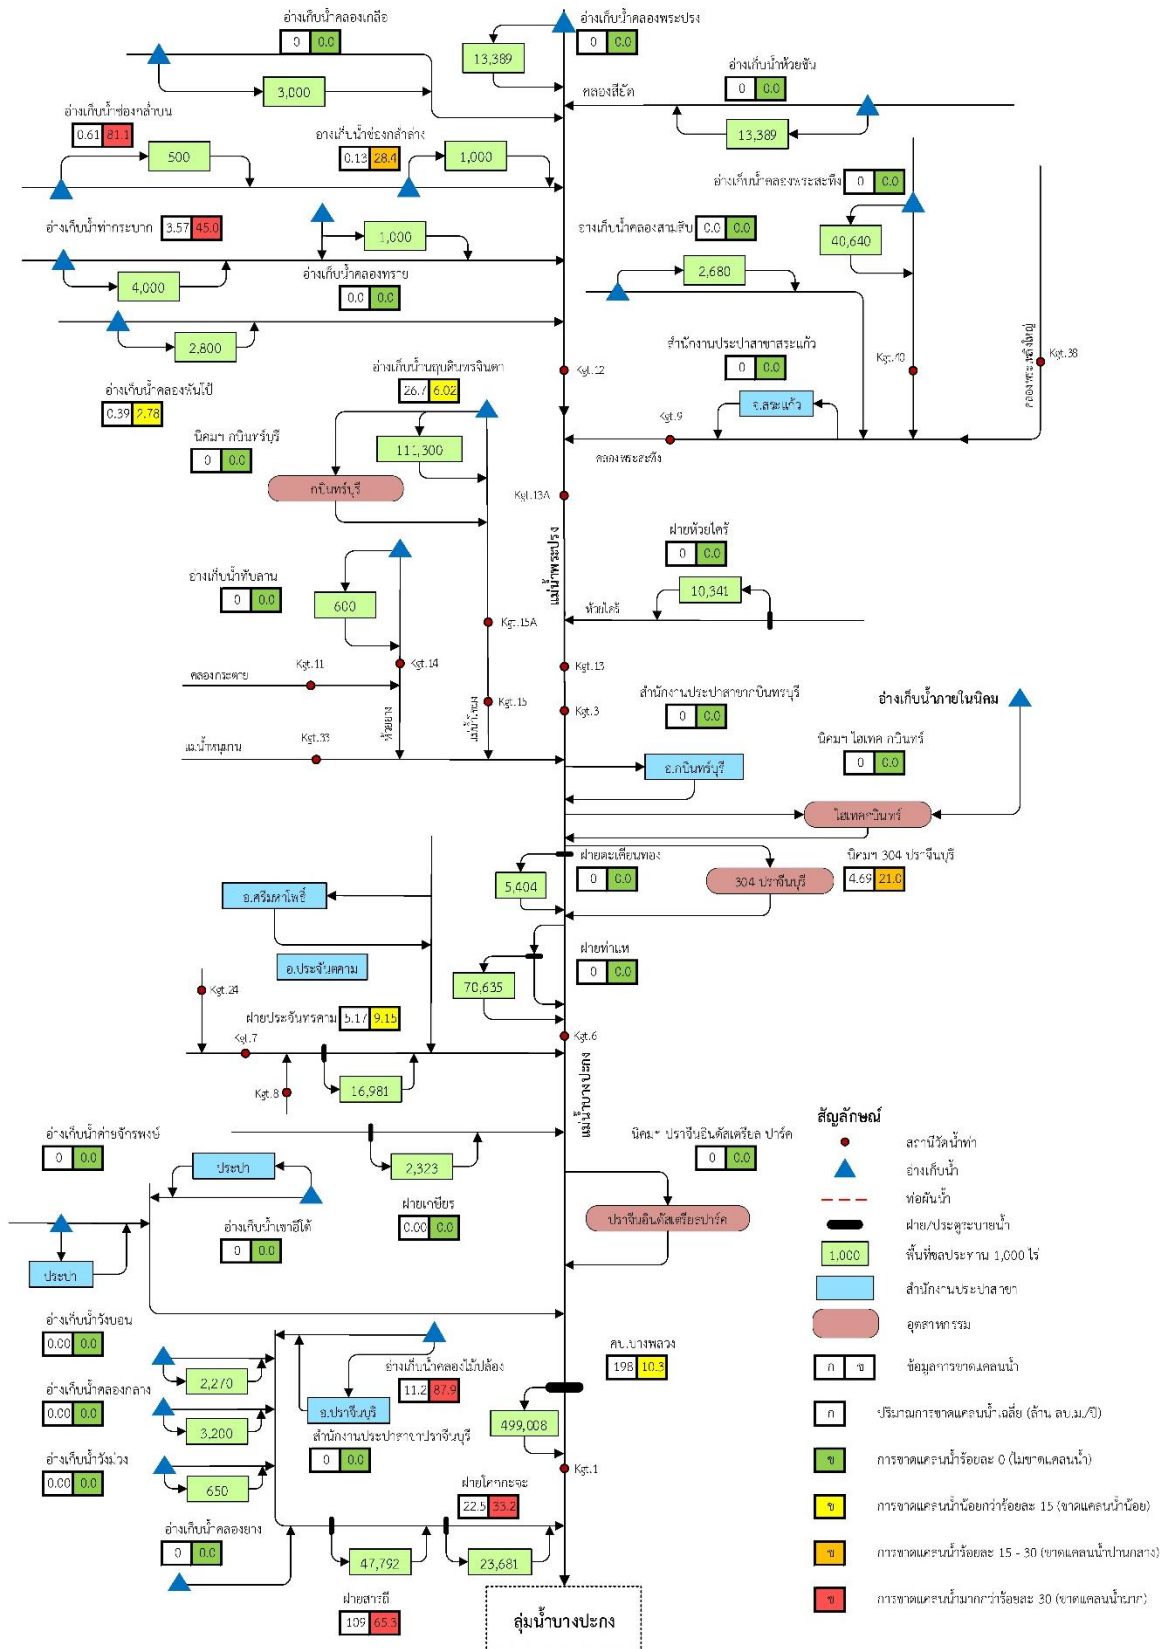 อ่างเก็บน้ำคลองเกลือ
0 0.0
3,000
อ่างเก็บน้ำคลองพระปรง
0 0.0
13,389
คลองสียัด
อ่างเก็บน้ำห้วยชัน
0 0.0
13,389
อ่างเก็บน้ำช่องกล่ำบน
0.61 81.1
500
อ่างเก็บน้ำช่องกล่ำล่าง
0.13 28.4
1,000
อ่างเก็บน้ำคลองพระสะทึง
0 0.0
40,640
อ่างเก็บน้ำท่ากระบาก 3.57 45.0
1,000
4,000
อ่างเก็บน้ำคลองสามสิบ 0.0 0.0
2,680
อ่างเก็บน้ำคลองทราย
0.0 0.0
2,800
สำนักงานประปาสาขาสระแก้ว
0 0.0
จ.สระแก้ว
Kgt.12
Kgt.40
คลองพระเพลิงใหญ่
Kgt.38
Kgt.9
คลองพระสะทึง
อ่างเก็บน้ำคลองพันโป้
0.39 2.78
อ่างเก็บน้ำนฤบดินทรจินดา
26.7 6.02
111,300
นิคมฯ กบินทร์บุรี
0 0.0
กบินทร์บุรี
Kgt.13A
แม่น้ำพระปรง
ฝายห้วยไคร้
0 0.0
10,341
ห้วยไคร้
อ่างเก็บน้ำทับลาน
0 0.0
600
Kgt.15A
Kgt.11
คลองกระตาย
Kgt.14
Kgt.13
Kgt.15
Kgt.3
ห้วยยาง
Kgt.33
แม่น้ำหนุมาน
สำนักงานประปาสาขากบินทรบุรี
0 0.0
อ.กบินทร์บุรี
อ่างเก็บน้ำภายในนิคม
นิคมฯ ไฮเทค กบินทร์
0 0.0
ไฮเทคกบินทร์
ฝายตะเคียนทอง
0 0.0
5,404
นิคมฯ 304 ปราจีนบุรี
304 ปราจีนบุรี
4.69 21.0
อ.ศรีมหาโพธิ์
อ.ประจันตคาม
ฝายท่าแห
0 0.0
70,635
Kgt.24
ฝายประจันทรคาม 5.17 9.15
Kgt.7
Kgt.6
16,981
Kgt.8
แม่น้ำบางปะกง
อ่างเก็บน้ำค่ายจักรพงษ์
0 0.0
ประปา
2,323
นิคมฯ ปราจีนอินดัสเตรียล ปาร์ค
0 0.0
ฝายเกษียร
0.00 0.0
อ่างเก็บน้ำเขาอีโต้
0 0.0
ปราจีนอินดัสเตรียลปาร์ค
ประปา
อ่างเก็บน้ำวังบอน
0.00 0.0
2,270
อ่างเก็บน้ำคลองไม้ปล้อง
11.2 87.9
อ.ปราจีนบุรี
คบ.บางพลวง
198 10.3
499,008
อ่างเก็บน้ำคลองกลาง
0.00 0.0
3,200
สำนักงานประปาสาขาปราจีนบุรี
0 0.0
อ่างเก็บน้ำวังม่วง
0.00 0.0
650
Kgt.1
ฝายโคกกะจะ
22.5 33.2
อ่างเก็บน้ำคลองยาง
0 0.0
47,792
23,681
ฝายสารถี
109 65.3
ลุ่มน้ำบางปะกง
สัญลักษณ์
สถานีวัดน้ำท่า
อ่างเก็บน้ำ
ท่อผันน้ำ
ฝาย/ประตูระบายน้ำ
1,000 พื้นที่ชลประทาน 1,000 ไร่
สำนักงานประปาสาขา
อุตสาหกรรม
ก ข ข้อมูลการขาดแคลนน้ำ
ก ปริมาณการขาดแคลนน้ำเฉลี่ย (ล้าน ลบ.ม./ปี)
ข การขาดแคลนน้ำร้อยละ 0 (ไม่ขาดแคลนน้ำ)
ข การขาดแคลนน้ำน้อยกว่าร้อยละ 15 (ขาดแคลนน้ำน้อย)
ข การขาดแคลนน้ำร้อยละ 15 - 30 (ขาดแคลนน้ำปานกลาง)
ข การขาดแคลนน้ำมากกว่าร้อยละ 30 (ขาดแคลนน้ำมาก)